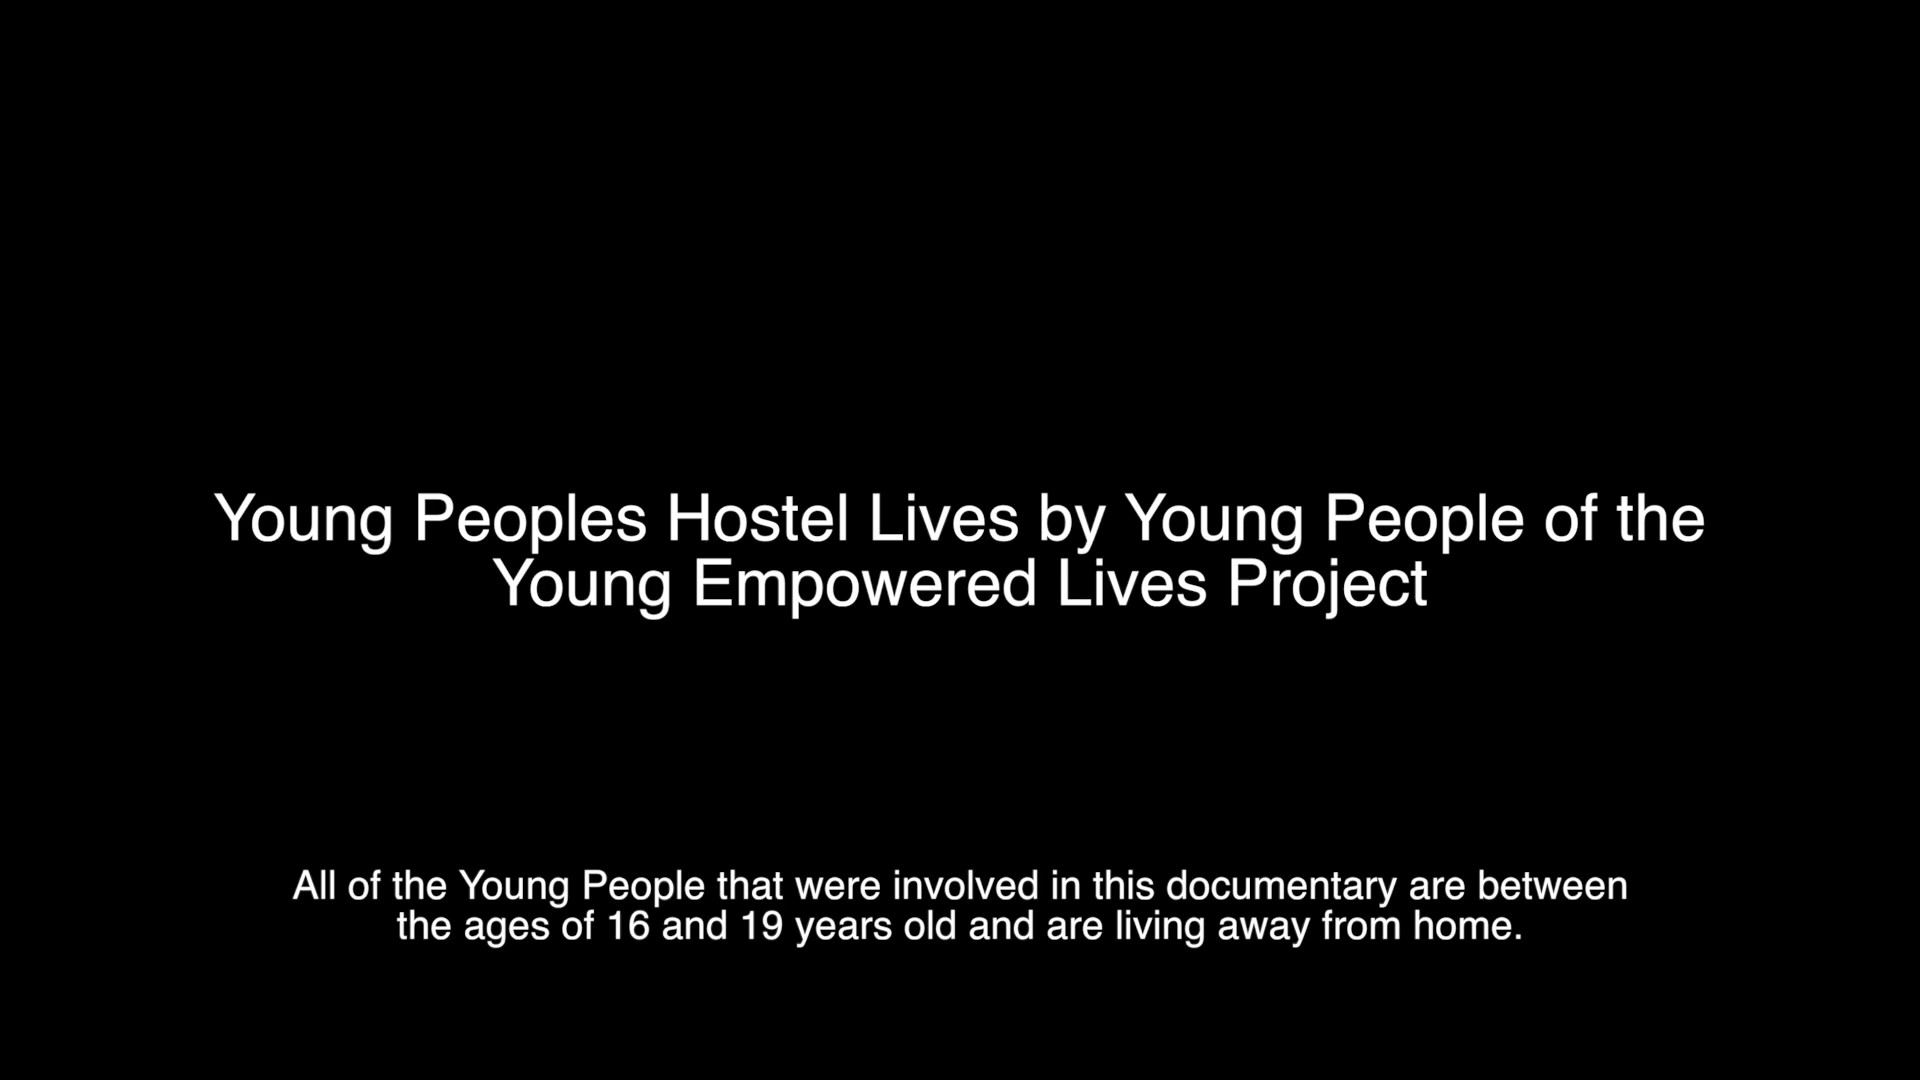 Young Peoples Hostel Lives by Young People of the
Young Empowered Lives Project
All of the Young People that were involved in this documentary are between
the ages of 16 and 19 years old and are living away from home.